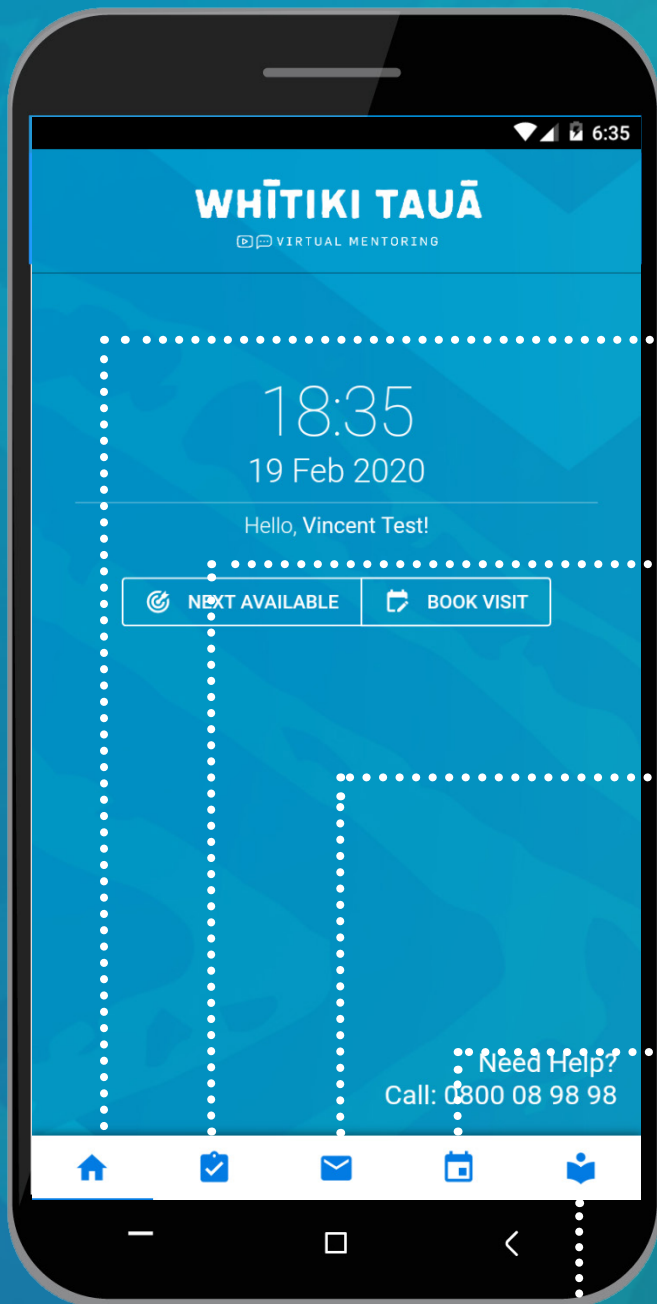 6:35
WHĪTIKI TAUĀ
VIRTUAL MENTORING
18:35
19 Feb 2020
Hello, Vincent Test!
NEXT AVAILABLE
BOOK VISIT
Need Help?
Call: 0800 08 98 98